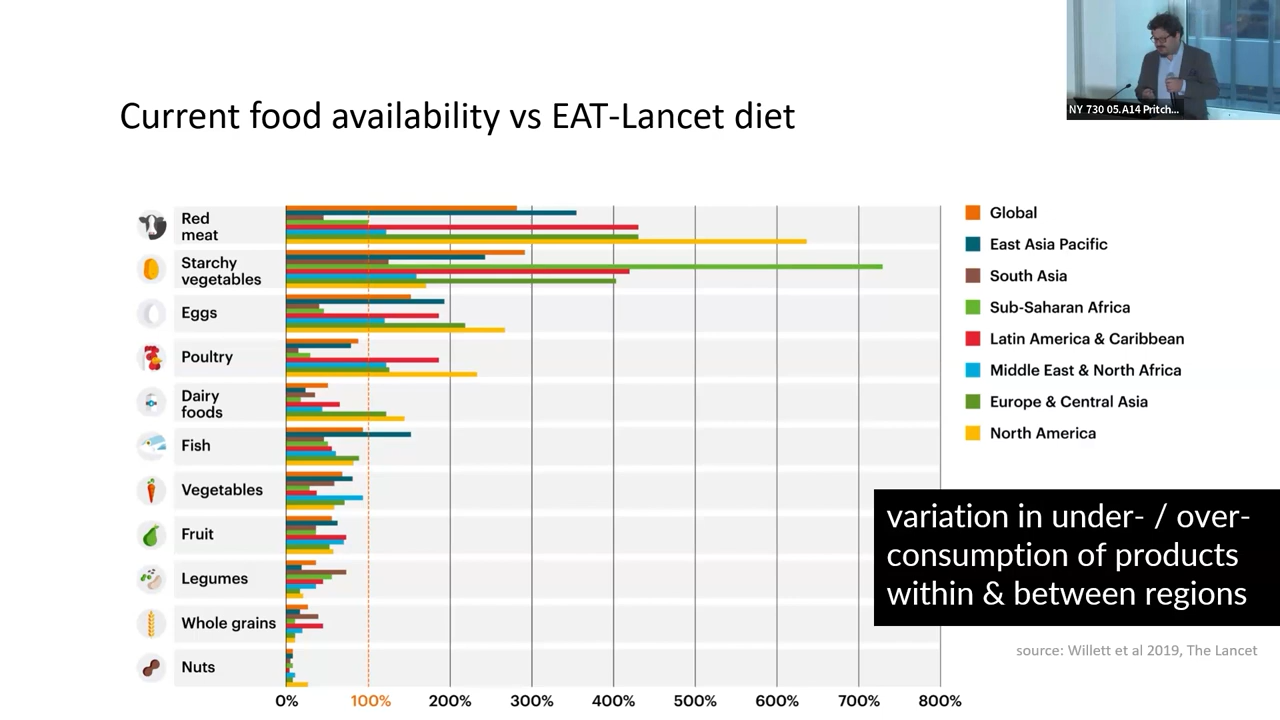 NY 730 05.A14 Pritch...
Current food availability vs EAT-Lancet diet
Red
meat
Starchy
vegetables
Eggs
Poultry
Dairy
foods
Fish
Vegetables
Fruit
Legumes
Whole grains
Nuts
0%
100%
200%
300%
400%
500%
600%
700%
800%
Global
East Asia Pacific
South Asia
Sub-Saharan Africa
Latin America & Caribbean
Middle East & North Africa
Europe & Central Asia
North America
variation in under- / over-
consumption of products
within & between regions
source: Willett et al 2019, The Lancet